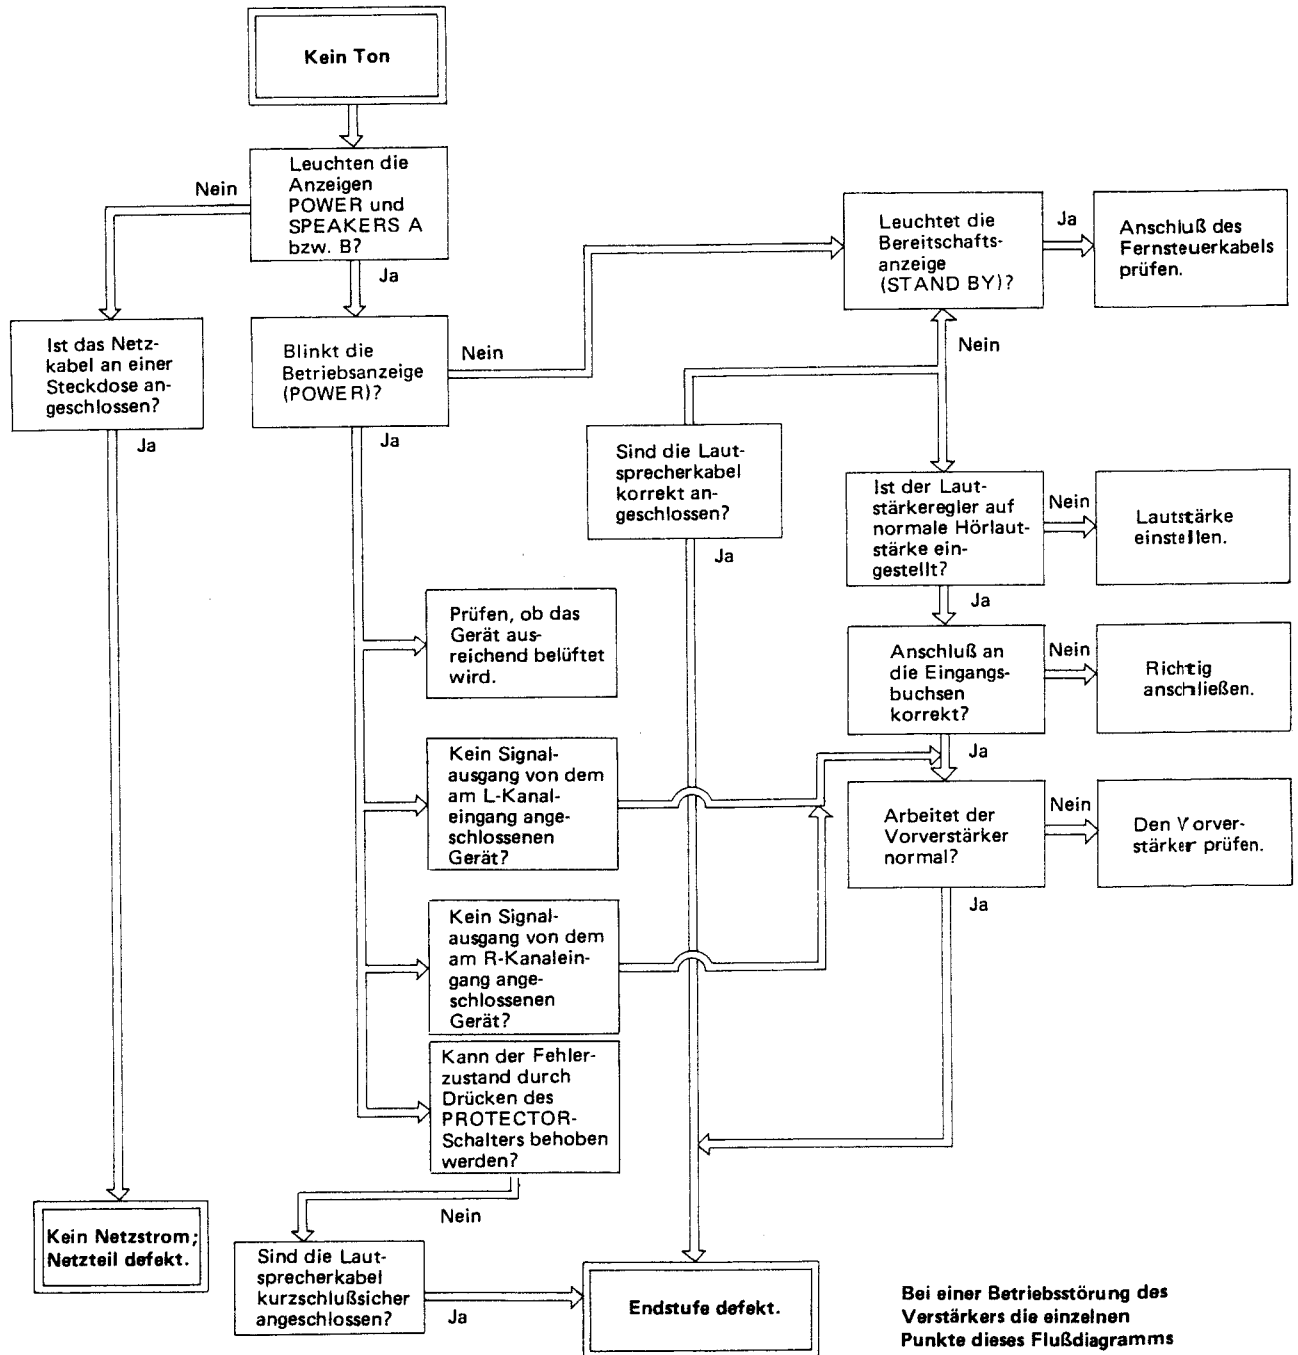 Kein Ton
Leuchten die
Anzeigen
POWER und
SPEAKERS A
bzw. B?
Nein
Ja
Leuchtet die
Bereitschafts-
anzeige
(STAND BY)?
Ja
Anschluß des
Fernsteuerkabels
prüfen.
Ist das Netz-
kabel an einer
Steckdose an-
geschlossen?
Ja
Blinkt die
Betriebsanzeige
(POWER)?
Nein
Ja
Nein
Sind die Laut-
sprecherkabel
korrekt an-
geschlossen?
Ja
Ist der Laut-
stärkeregler auf
normale Hörlaut-
stärke ein-
gestellt?
Nein
Ja
Lautstärke
einstellen.
Prüfen, ob das
Gerät aus-
reichend belüftet
wird.
Anschluß an
die Eingangs-
buchsen
korrekt?
Nein
Ja
Richtig
anschließen.
Kein Signal-
ausgang von dem
am L-Kanal-
eingang ange-
schlossenen
Gerät?
Arbeitet der
Vorverstärker
normal?
Nein
Ja
Den Vorver-
stärker prüfen.
Kein Signal-
ausgang von dem
am R-Kanalein-
gang ange-
schlossenen
Gerät?
Kann der Fehler-
zustand durch
Drücken des
PROTECTOR-
Schalters behoben
werden?
Nein
Kein Netzstrom;
Netzteil defekt.
Sind die Laut-
sprecherkabel
kurzschlußsicher
angeschlossen?
Ja
Endstufe defekt.
Bei einer Betriebsstörung des
Verstärkers die einzelnen
Punkte dieses Flußdiagramms